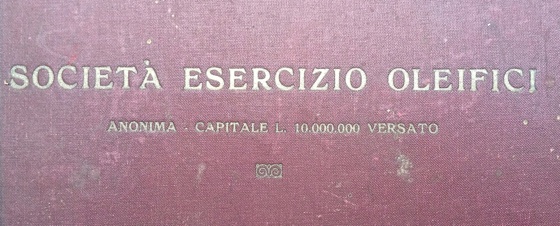 SOCIETÀ ESERCIZIO OLEIFICI
ANONIMA - CAPITALE L. 10.000.000 VERSATO